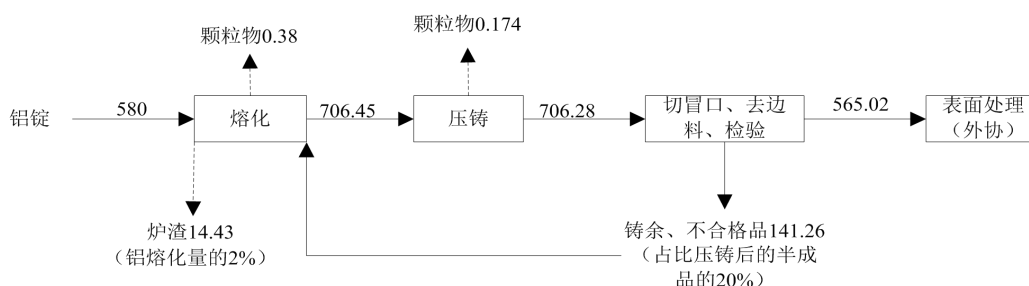 颗粒物0.38
颗粒物0.174
铝锭
580
熔化
706.45
压铸
706.28
切冒口、去边
料、检验
565.02
表面处理
（外协）
炉渣14.43
（铝熔化量的2%）
铸余、不合格品141.26
（占比压铸后的半成
品的20%）